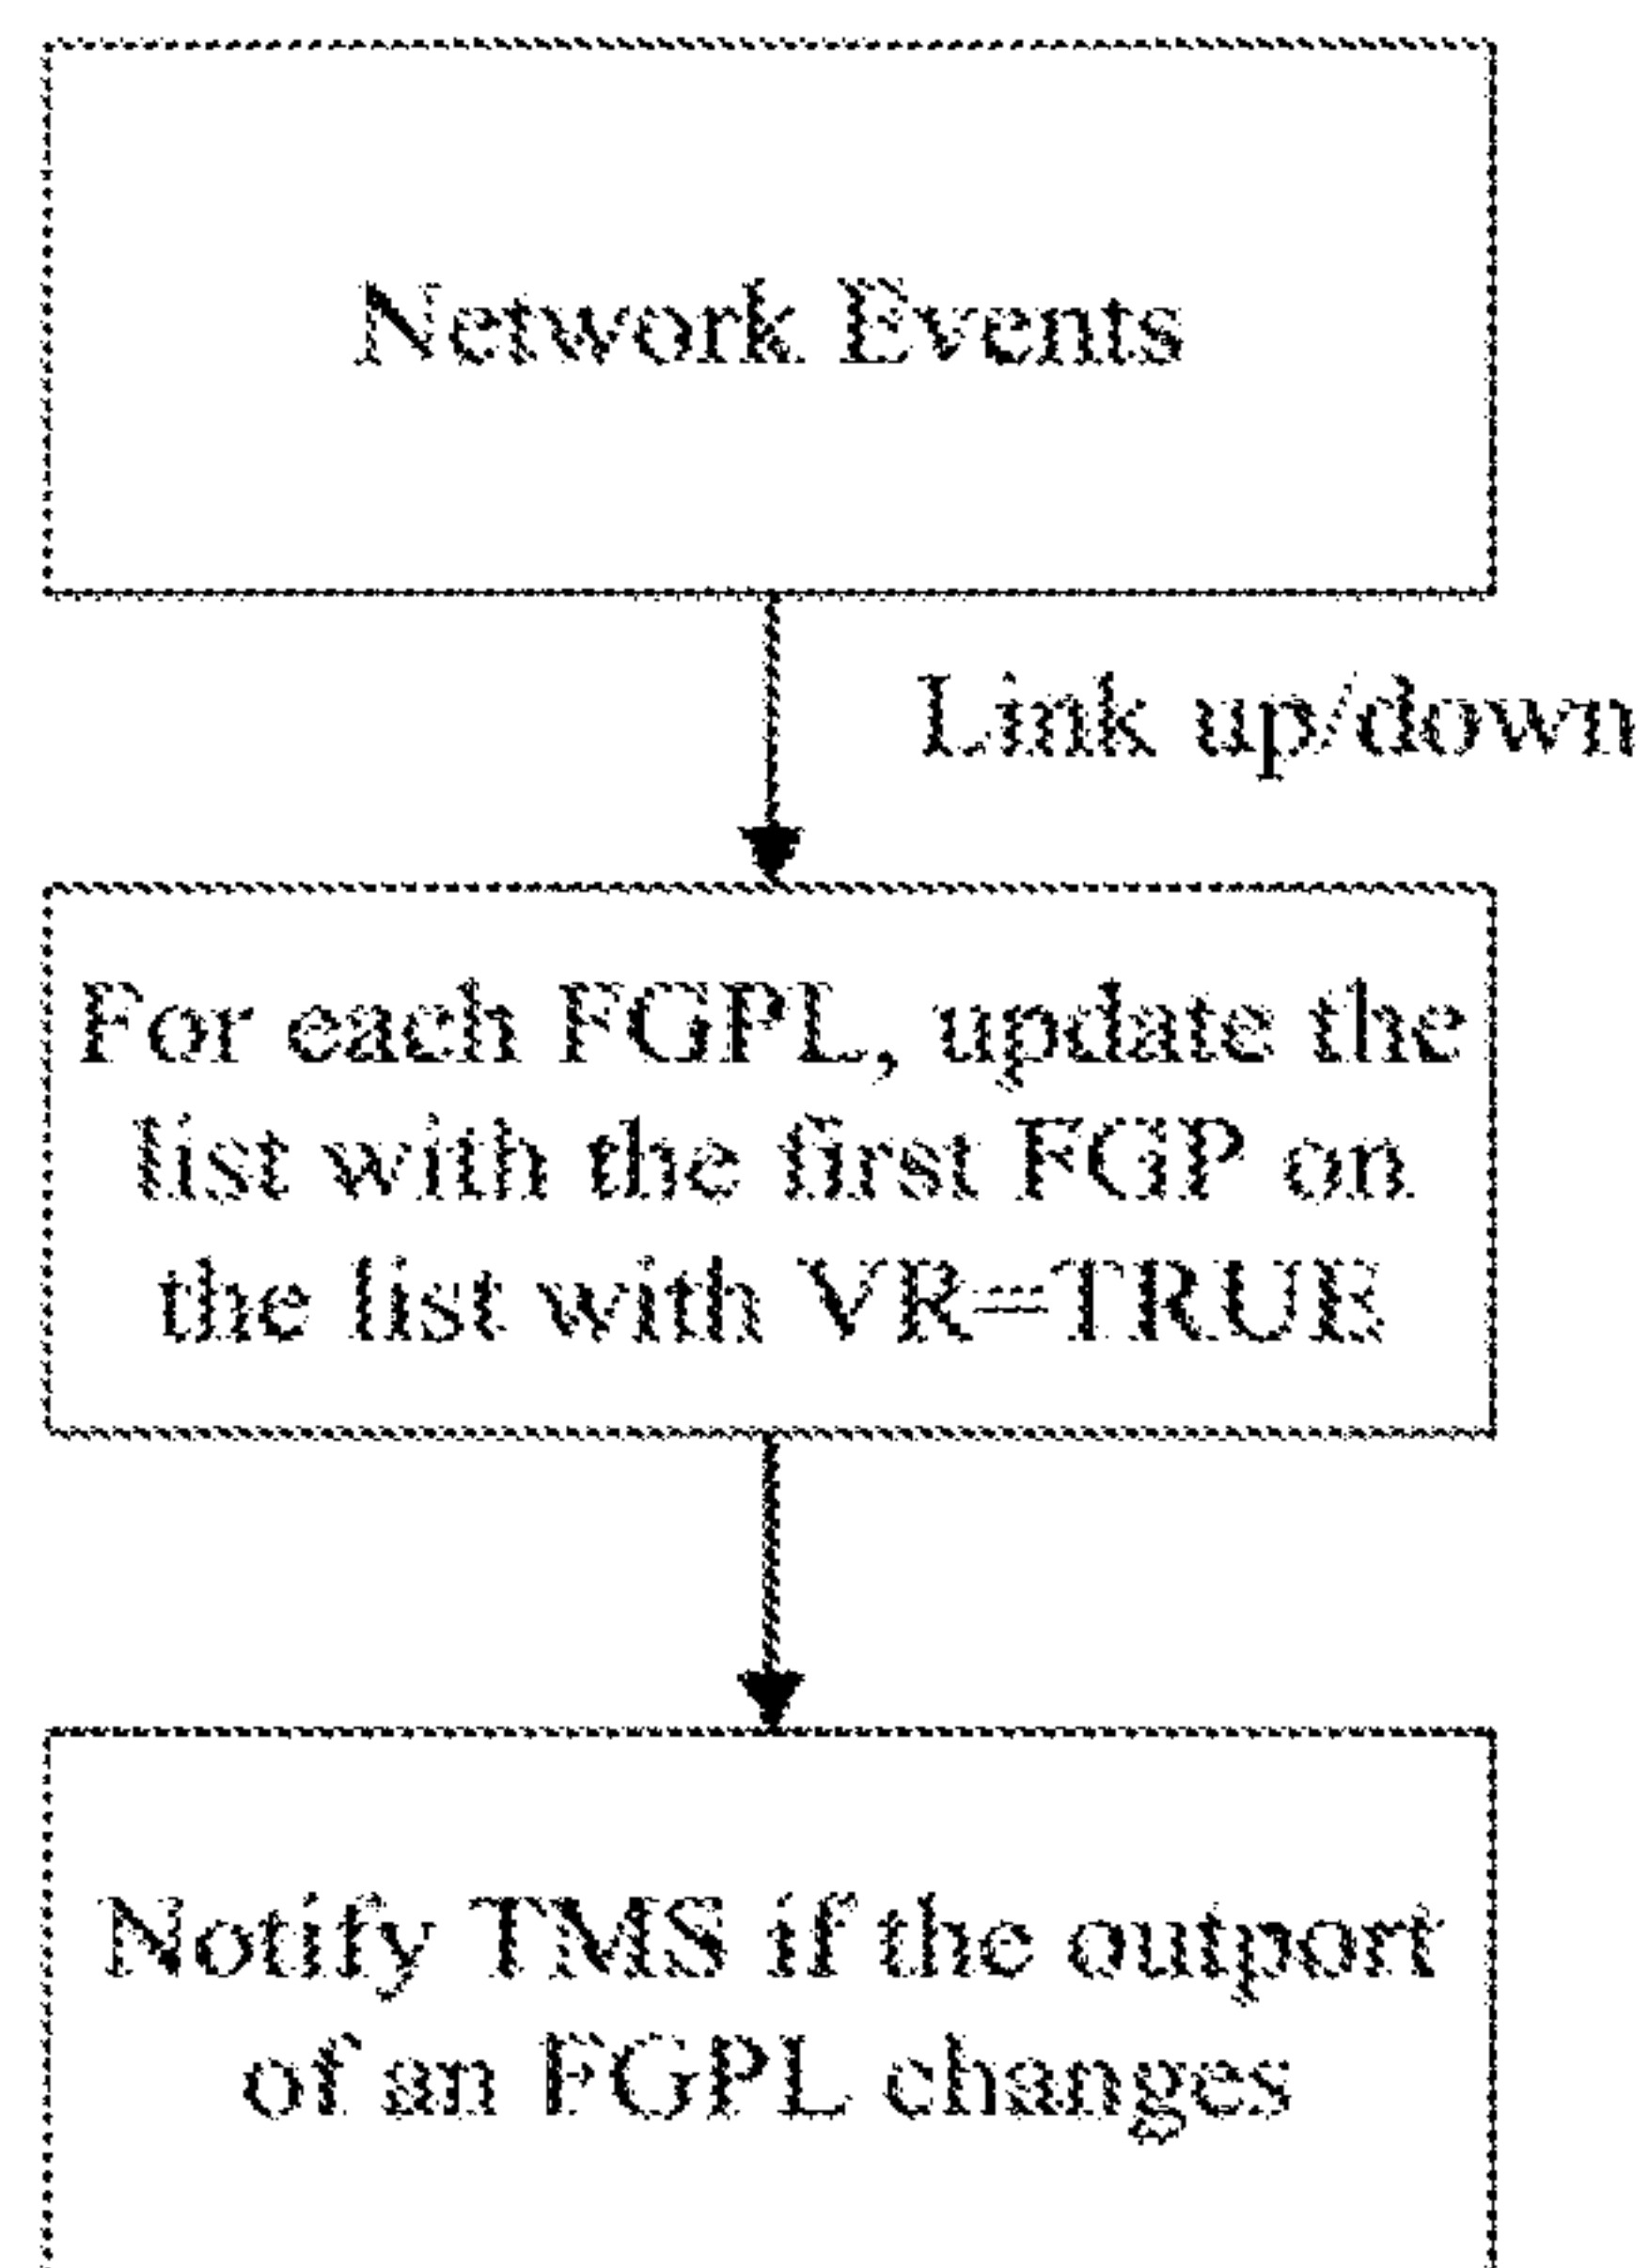 Network Events
Link up/down
For each FGPL, update the
list with the first FGP on
the list with VR=TRUE
Notify TMS if the outport
of an FGPL changes